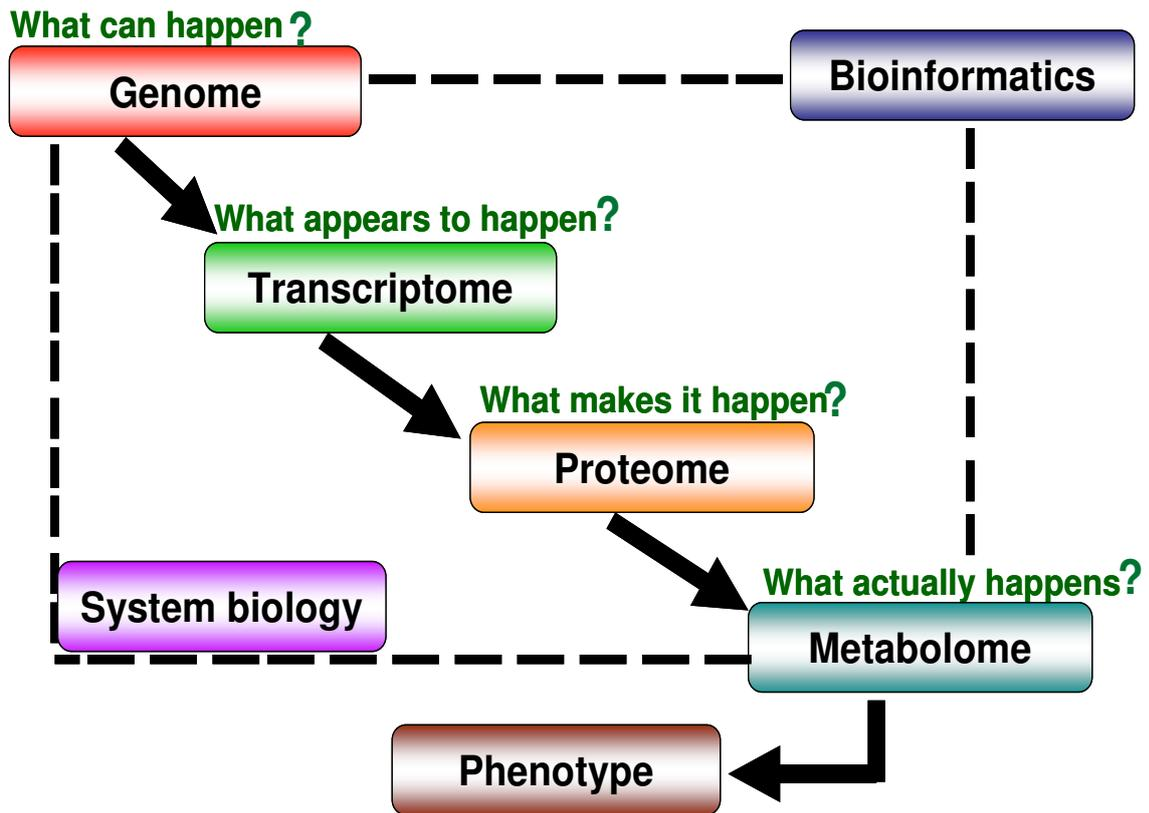 What can happen?
Genome
Bioinformatics
What appears to happen?
Transcriptome
What makes it happen?
Proteome
System biology
What actually happens?
Metabolome
Phenotype